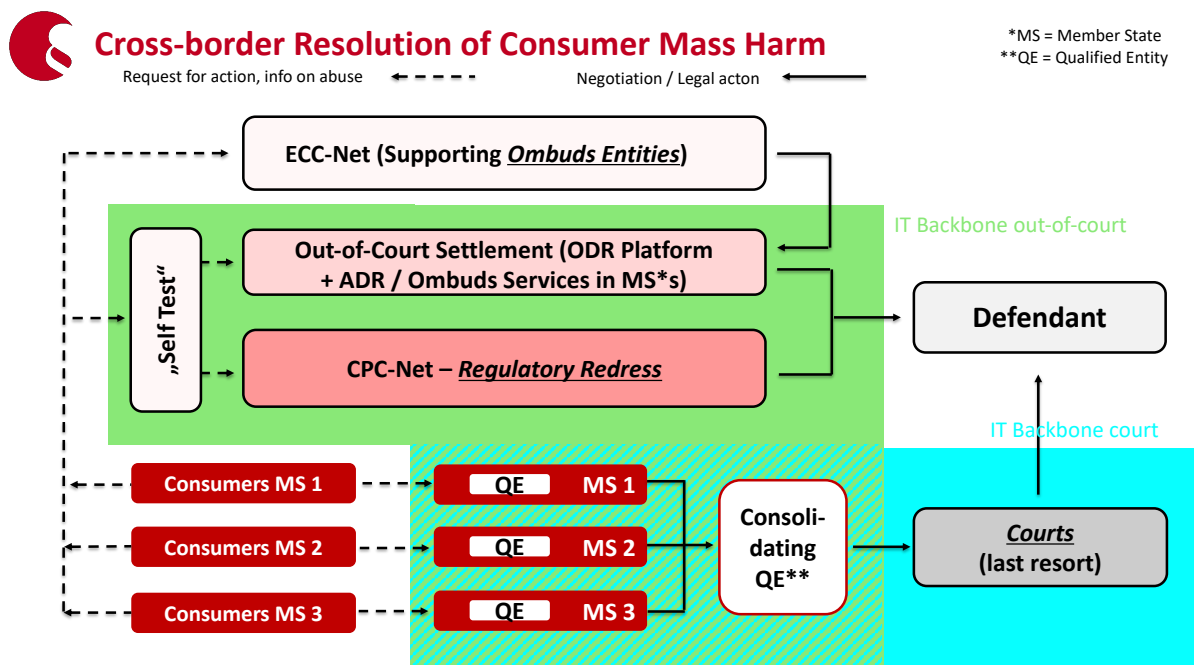 Cross-border Resolution of Consumer Mass Harm
*MS = Member State
**QE = Qualified Entity
Request for action, info on abuse
Negotiation / Legal acton
ECC-Net (Supporting Ombuds Entities)
IT Backbone out-of-court
„Self Test“
Out-of-Court Settlement (ODR Platform
+ ADR / Ombuds Services in MS*s)
Defendant
CPC-Net – Regulatory Redress
IT Backbone court
Consumers MS 1
QE MS 1
Consumers MS 2
QE MS 2
Consumers MS 3
QE MS 3
Consoli-
dating
QE**
Courts
(last resort)